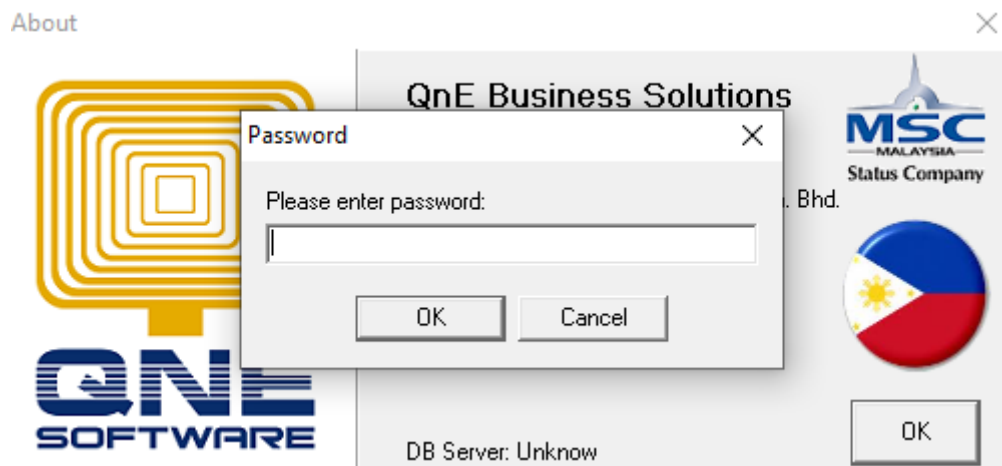 About
QnE Business Solutions
MSC
MALAYSIA
Status Company
Password
Please enter password:
. Bhd.
OK
Cancel
QNE
SOFTWARE
DB Server: Unknow
OK